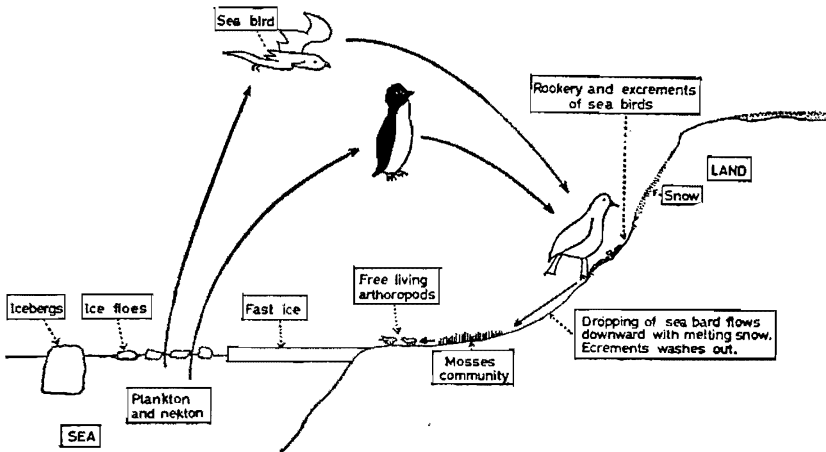 Sea bird
Rookery and excrements
of sea birds
LAND
Snow
Free living
arthoropods
Icebergs
Ice floes
Fast ice
Dropping of sea bard flows
downward with melting snow.
Ecrements washes out.
Mosses
community
Plankton
and nekton
SEA